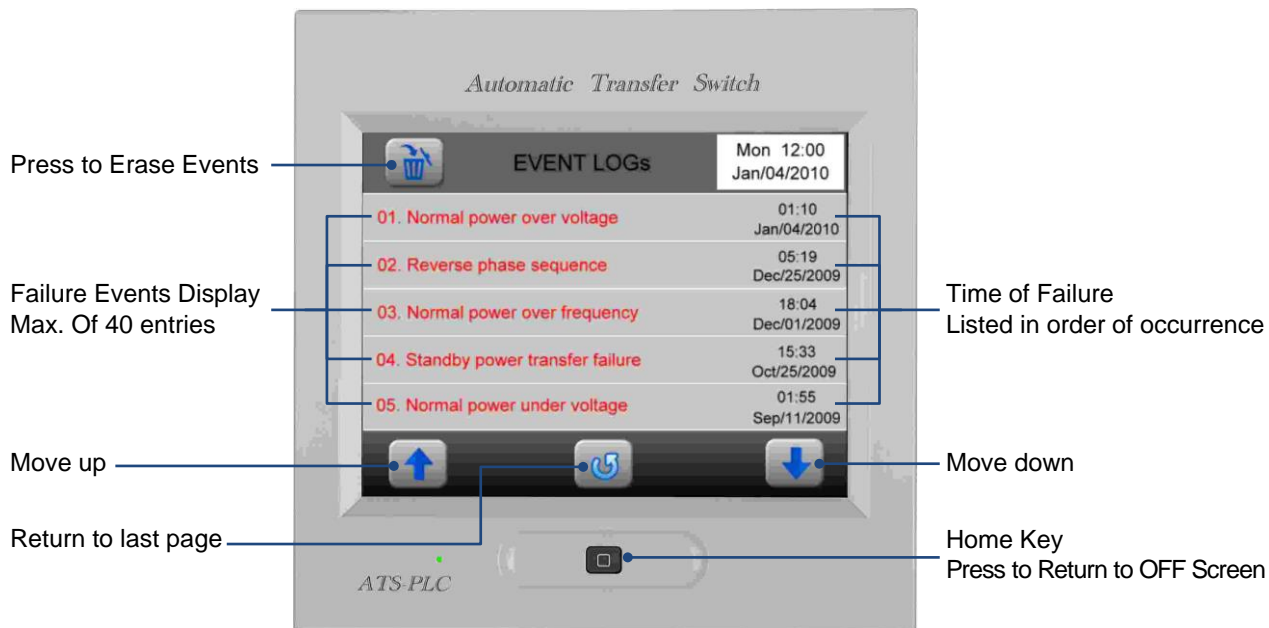 Automatic Transfer Switch
Press to Erase Events
EVENT LOGs
Mon 12:00
Jan/04/2010
01. Normal power over voltage
01:10
Jan/04/2010
02. Reverse phase sequence
05:19
Dec/25/2009
Failure Events Display
Max. Of 40 entries
03. Normal power over frequency
18:04
Dec/01/2009
Time of Failure
Listed in order of occurrence
04. Standby power transfer failure
15:33
Oct/25/2009
05. Normal power under voltage
01:55
Sep/11/2009
Move up
Move down
Return to last page
Home Key
Press to Return to OFF Screen
ATS-PLC